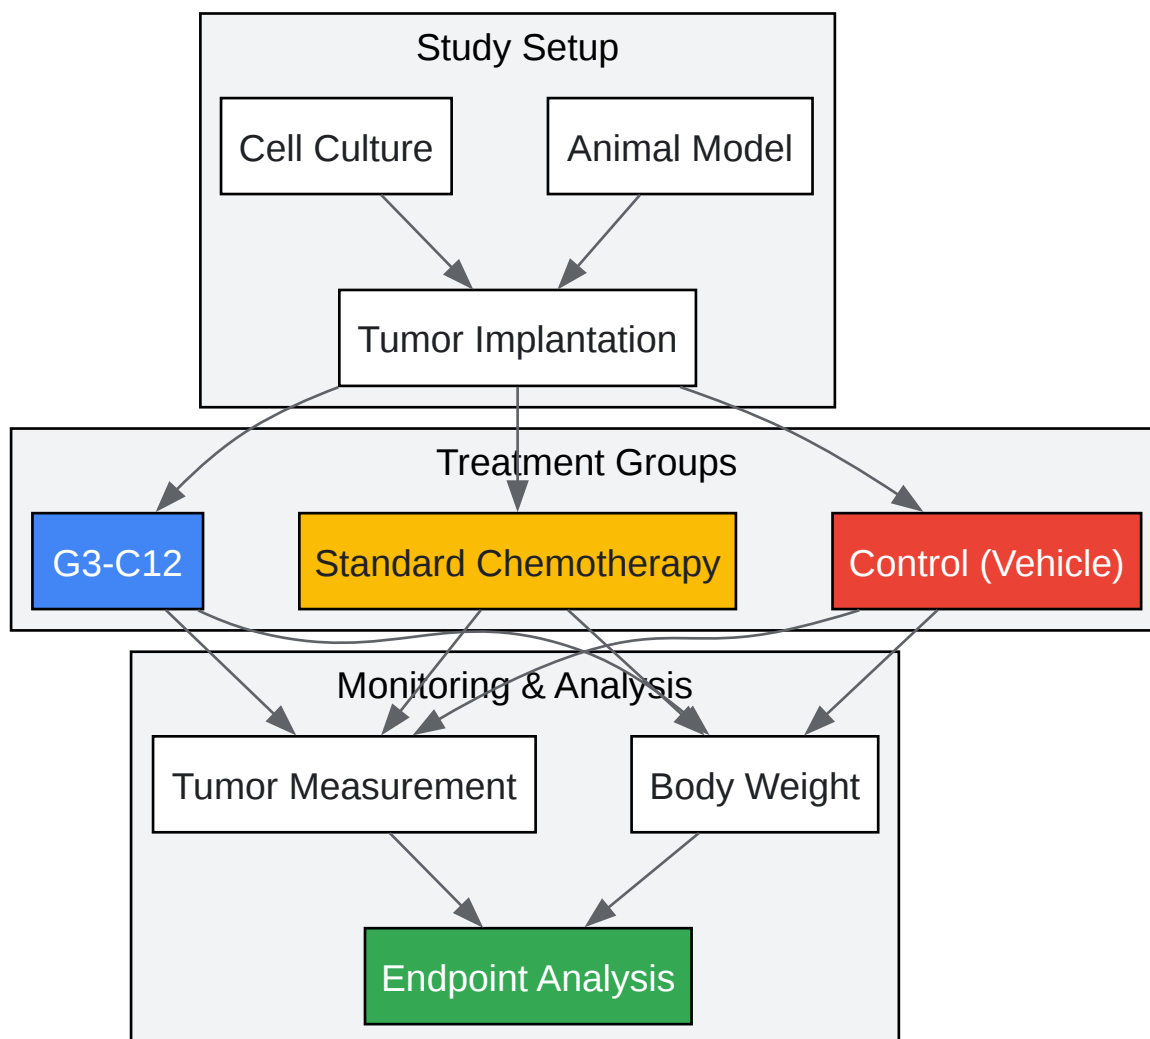 Study Setup
Cell Culture
Animal Model
Tumor Implantation
Treatment Groups
G3-C12
Standard Chemotherapy
Control (Vehicle)
Monitoring & Analysis
Tumor Measurement
Body Weight
Endpoint Analysis